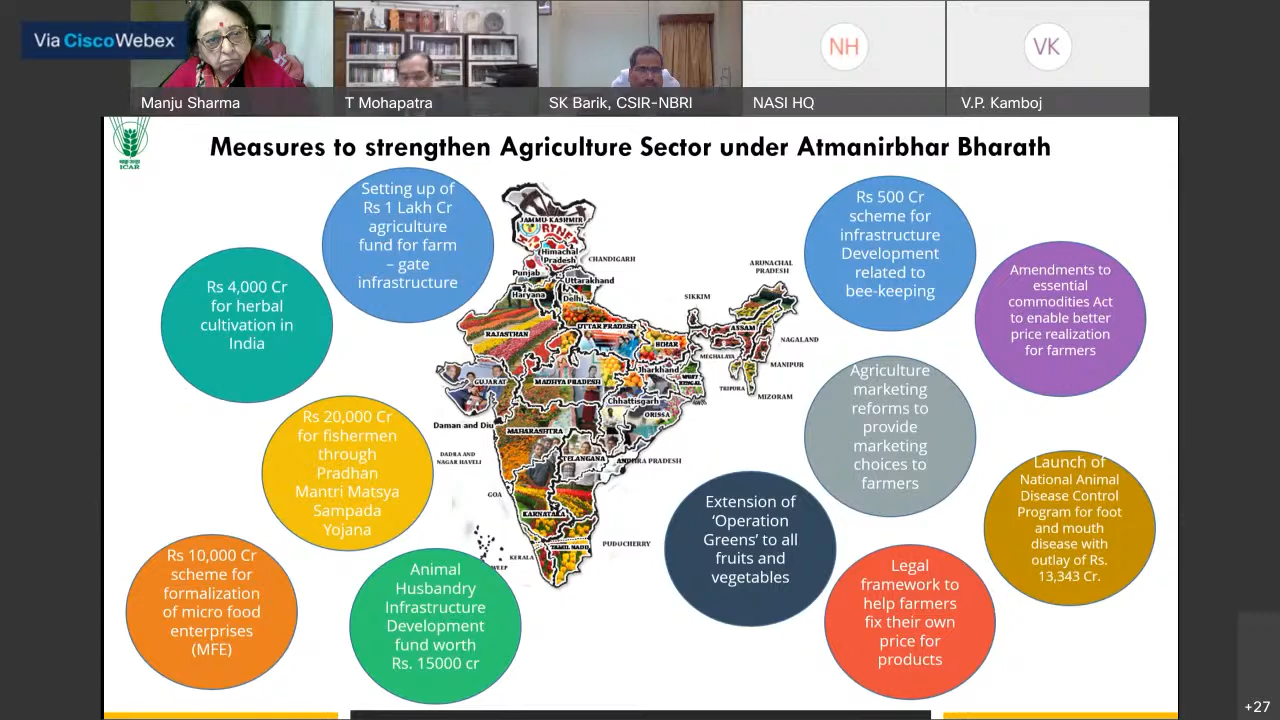 Via CiscoWebex
Manju Sharma
T Mohapatra
SK Barik, CSIR-NBRI
NH
NASI HQ
VK
V.P. Kamboj
ICAR
Measures to strengthen Agriculture Sector under Atmanirbhar Bharath
Setting up of
Rs 1 Lakh Cr
agriculture
fund for farm
– gate
infrastructure
Rs 4,000 Cr
for herbal
cultivation in
India
Rs 20,000 Cr
for fishermen
through
Pradhan
Mantri Matsya
Sampada
Yojana
Rs 10,000 Cr
scheme for
formalization
of micro food
enterprises
(MFE)
Animal
Husbandry
Infrastructure
Development
fund worth
Rs. 15000 cr
JAMMU-KASHMIR
Himachal
Pradesh
CHANDIGARH
Punjab
Uttarakhand
Haryana
Delhi
ARUNACHAL
PRADESH
SIKKIM
RAJASTHAN
UTTAR PRADESH
ASSAM
NAGALAND
BIHAR
MEGHALAYA
MANIPUR
Jharkhand
GUJARAT
MADHYA PRADESH
WEST
BENGAL
TRIPURA
MIZORAM
Chhattisgarh
ORISSA
Daman and Diu
MAHARASHTRA
DADRA AND
NAGAR HAVELI
TELANGANA
ANDHRA PRADESH
GOA
KARNATAKA
PUDUCHERRY
TAMIL NADU
KERALA
Rs 500 Cr
scheme for
infrastructure
Development
related to
bee-keeping
Amendments to
essential
commodities Act
to enable better
price realization
for farmers
Agriculture
marketing
reforms to
provide
marketing
choices to
farmers
Launch of
National Animal
Disease Control
Program for foot
and mouth
disease with
outlay of Rs.
13,343 Cr.
Extension of
‘Operation
Greens’ to all
fruits and
vegetables
Legal
framework to
help farmers
fix their own
price for
products
+27